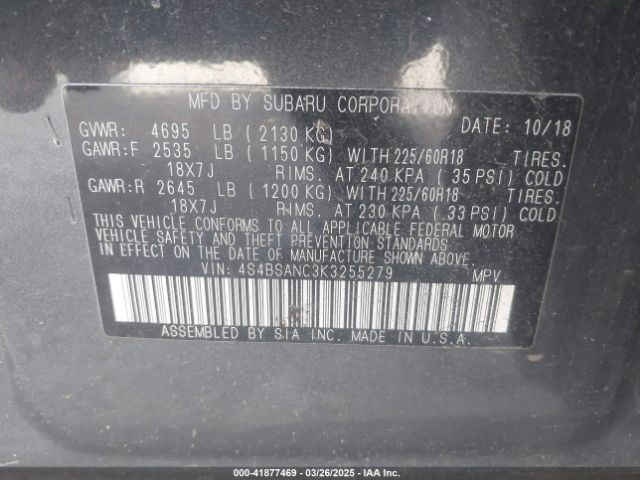 MFD BY SUBARU CORPORATION
GVWR: 4695 LB (2130 KG) DATE: 10/18
GAWR:F 2535 LB (1150 KG) WITH 225/60R18 TIRES.
18X7J RIMS. AT 240 KPA (35 PSI) COLD
GAWR:R 2645 LB (1200 KG) WITH 225/60R18 TIRES.
18X7J RIMS. AT 230 KPA (33 PSI) COLD
THIS VEHICLE CONFORMS TO ALL APPLICABLE FEDERAL MOTOR
VEHICLE SAFETY AND THEFT PREVENTION STANDARDS
IN EFFECT ON THE DATE OF MANUFACTURE SHOWN ABOVE.
VIN: 4S4BSANC3K3255279 MPV
ASSEMBLED BY SIA INC. MADE IN U.S.A.
000-41877469 - 03/26/2025 - IAA Inc.